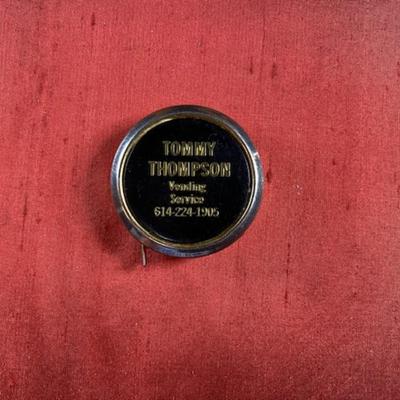 TOMMY
THOMPSON
Vending
Service
614-224-1905